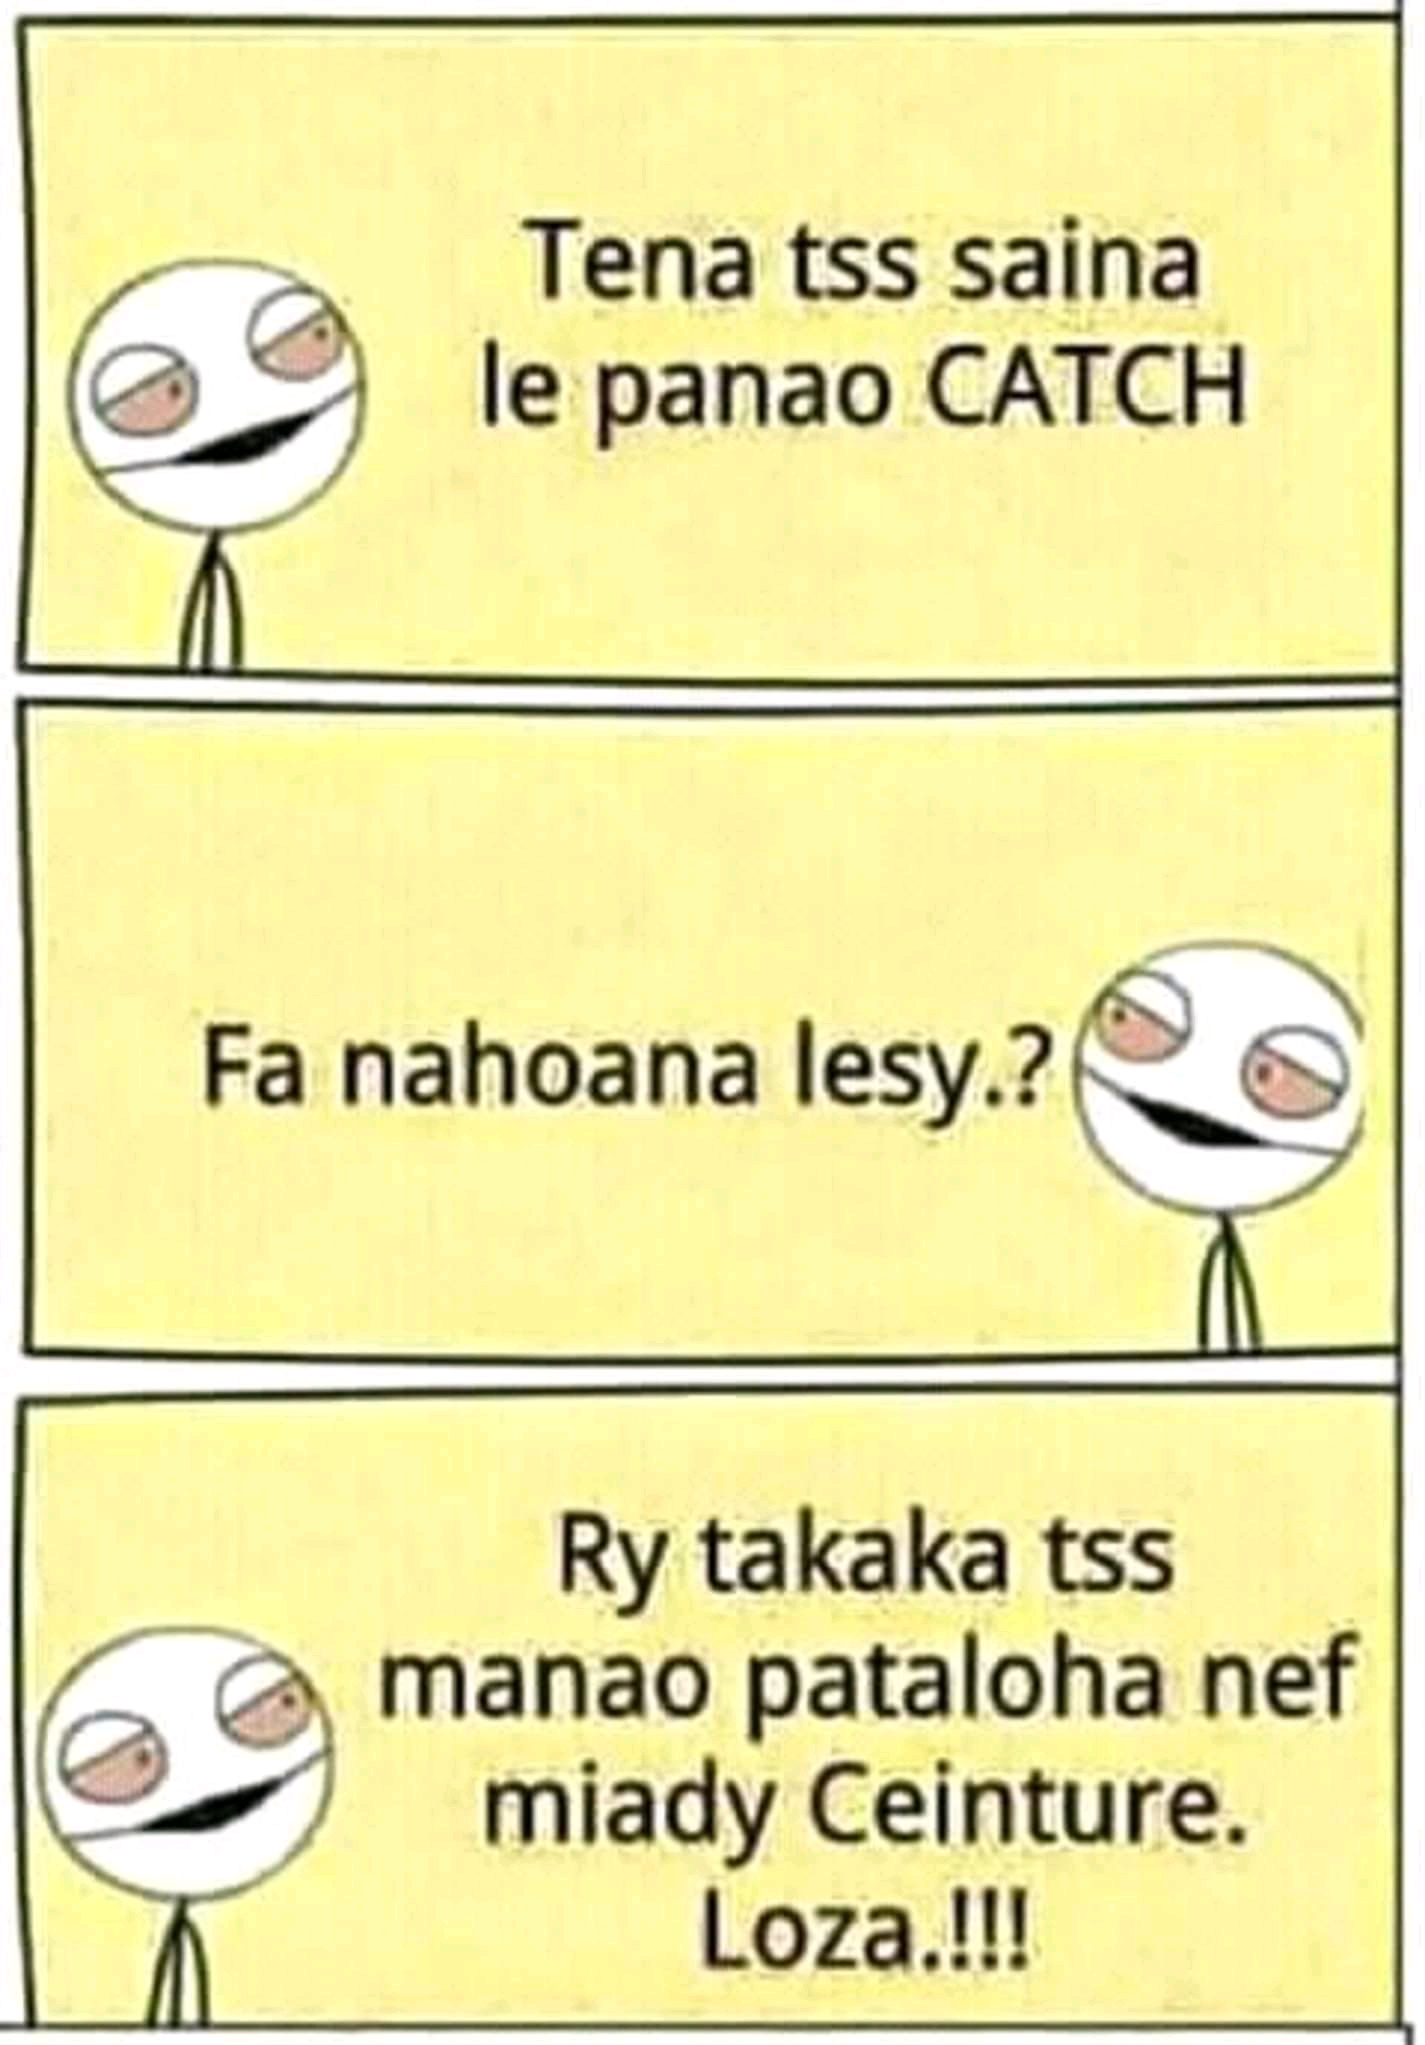 Tena tss saina
le panao CATCH
Fa nahoana lesy.?
Ry takaka tss
manao pataloha nef
miady Ceinture.
Loza.!!!